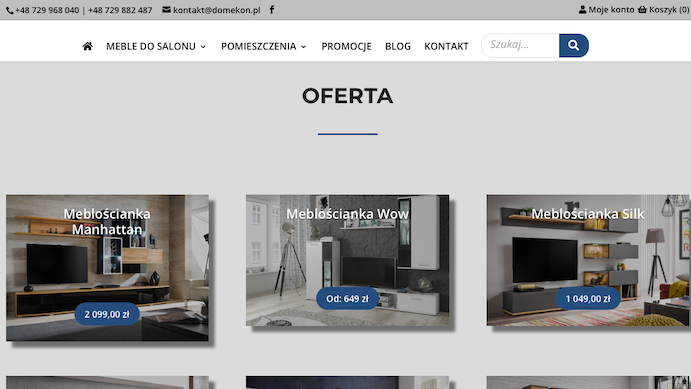 +48 729 968 040 | +48 729 882 487 kontakt@domekon.pl Moje konto Koszyk (0)
MEBLE DO SALONU POMIESZCZENIA PROMOCJE BLOG KONTAKT Szukaj...
OFERTA
Meblościanka
Manhattan
2 099,00 zł
Meblościanka Wow
Od: 649 zł
Meblościanka Silk
1 049,00 zł